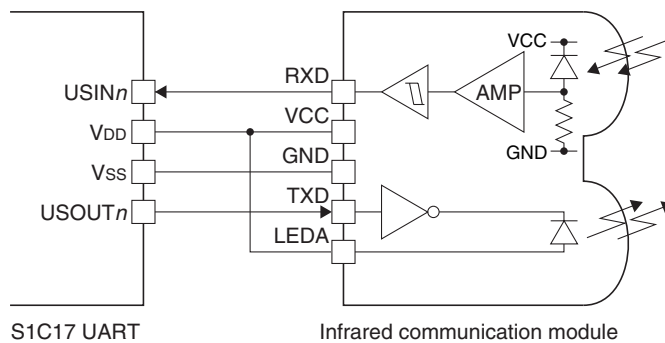 USINn
VDD
VSS
USOUTn
RXD
VCC
GND
TXD
LEDA
AMP
VCC
GND
S1C17 UART
Infrared communication module